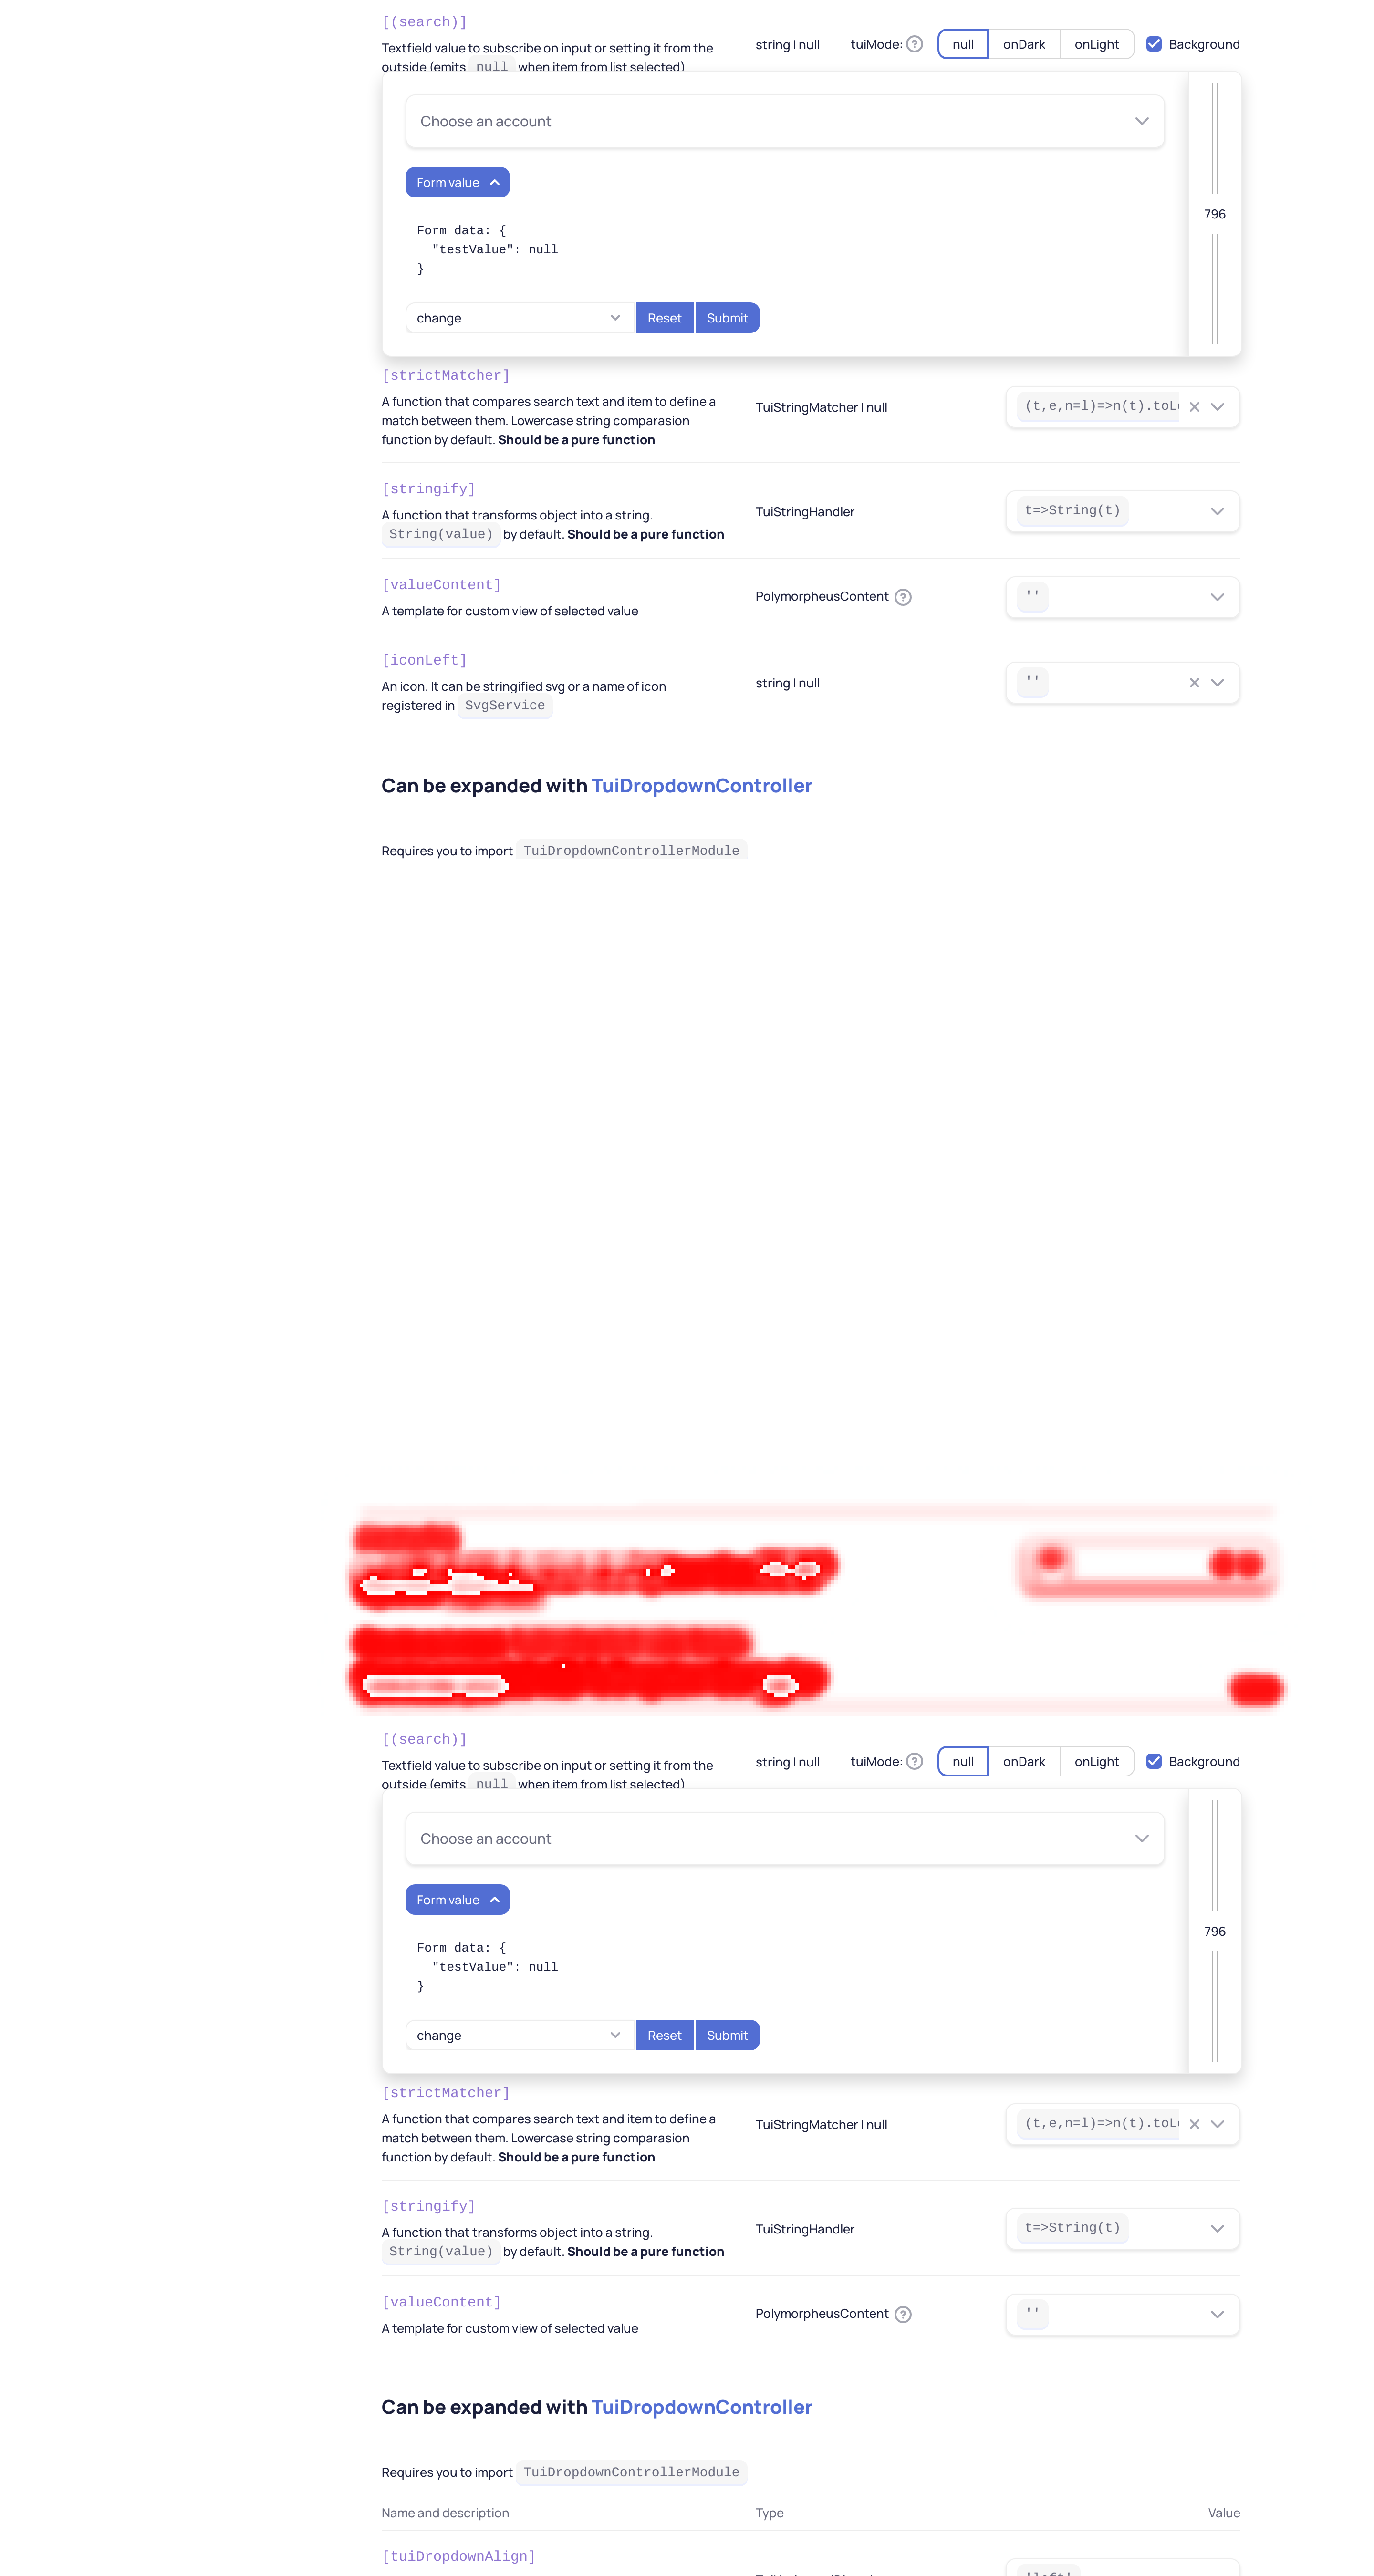 [(search)]
Textfield value to subscribe on input or setting it from the
string | null
tuiMode:
null
onDark
onLight
Background
outside (emits null when item from list selected)
Choose an account
Form value
796
Form data: {
"testValue": null
}
change
Reset
Submit
[strictMatcher]
A function that compares search text and item to define a
match between them. Lowercase string comparasion
function by default. Should be a pure function
TuiStringMatcher | null
(t,e,n=l)=>n(t).toLo
[stringify]
A function that transforms object into a string.
String(value) by default. Should be a pure function
TuiStringHandler
t=>String(t)
[valueContent]
A template for custom view of selected value
PolymorpheusContent
''
[iconLeft]
An icon. It can be stringified svg or a name of icon
registered in SvgService
string | null
''
Can be expanded with TuiDropdownController
Requires you to import TuiDropdownControllerModule
[(search)]
Textfield value to subscribe on input or setting it from the
string | null
tuiMode:
null
onDark
onLight
Background
outside (emits null when item from list selected)
Choose an account
Form value
796
Form data: {
"testValue": null
}
change
Reset
Submit
[strictMatcher]
A function that compares search text and item to define a
match between them. Lowercase string comparasion
function by default. Should be a pure function
TuiStringMatcher | null
(t,e,n=l)=>n(t).toLo
[stringify]
A function that transforms object into a string.
String(value) by default. Should be a pure function
TuiStringHandler
t=>String(t)
[valueContent]
A template for custom view of selected value
PolymorpheusContent
''
Can be expanded with TuiDropdownController
Requires you to import TuiDropdownControllerModule
Name and description
Type
Value
[tuiDropdownAlign]